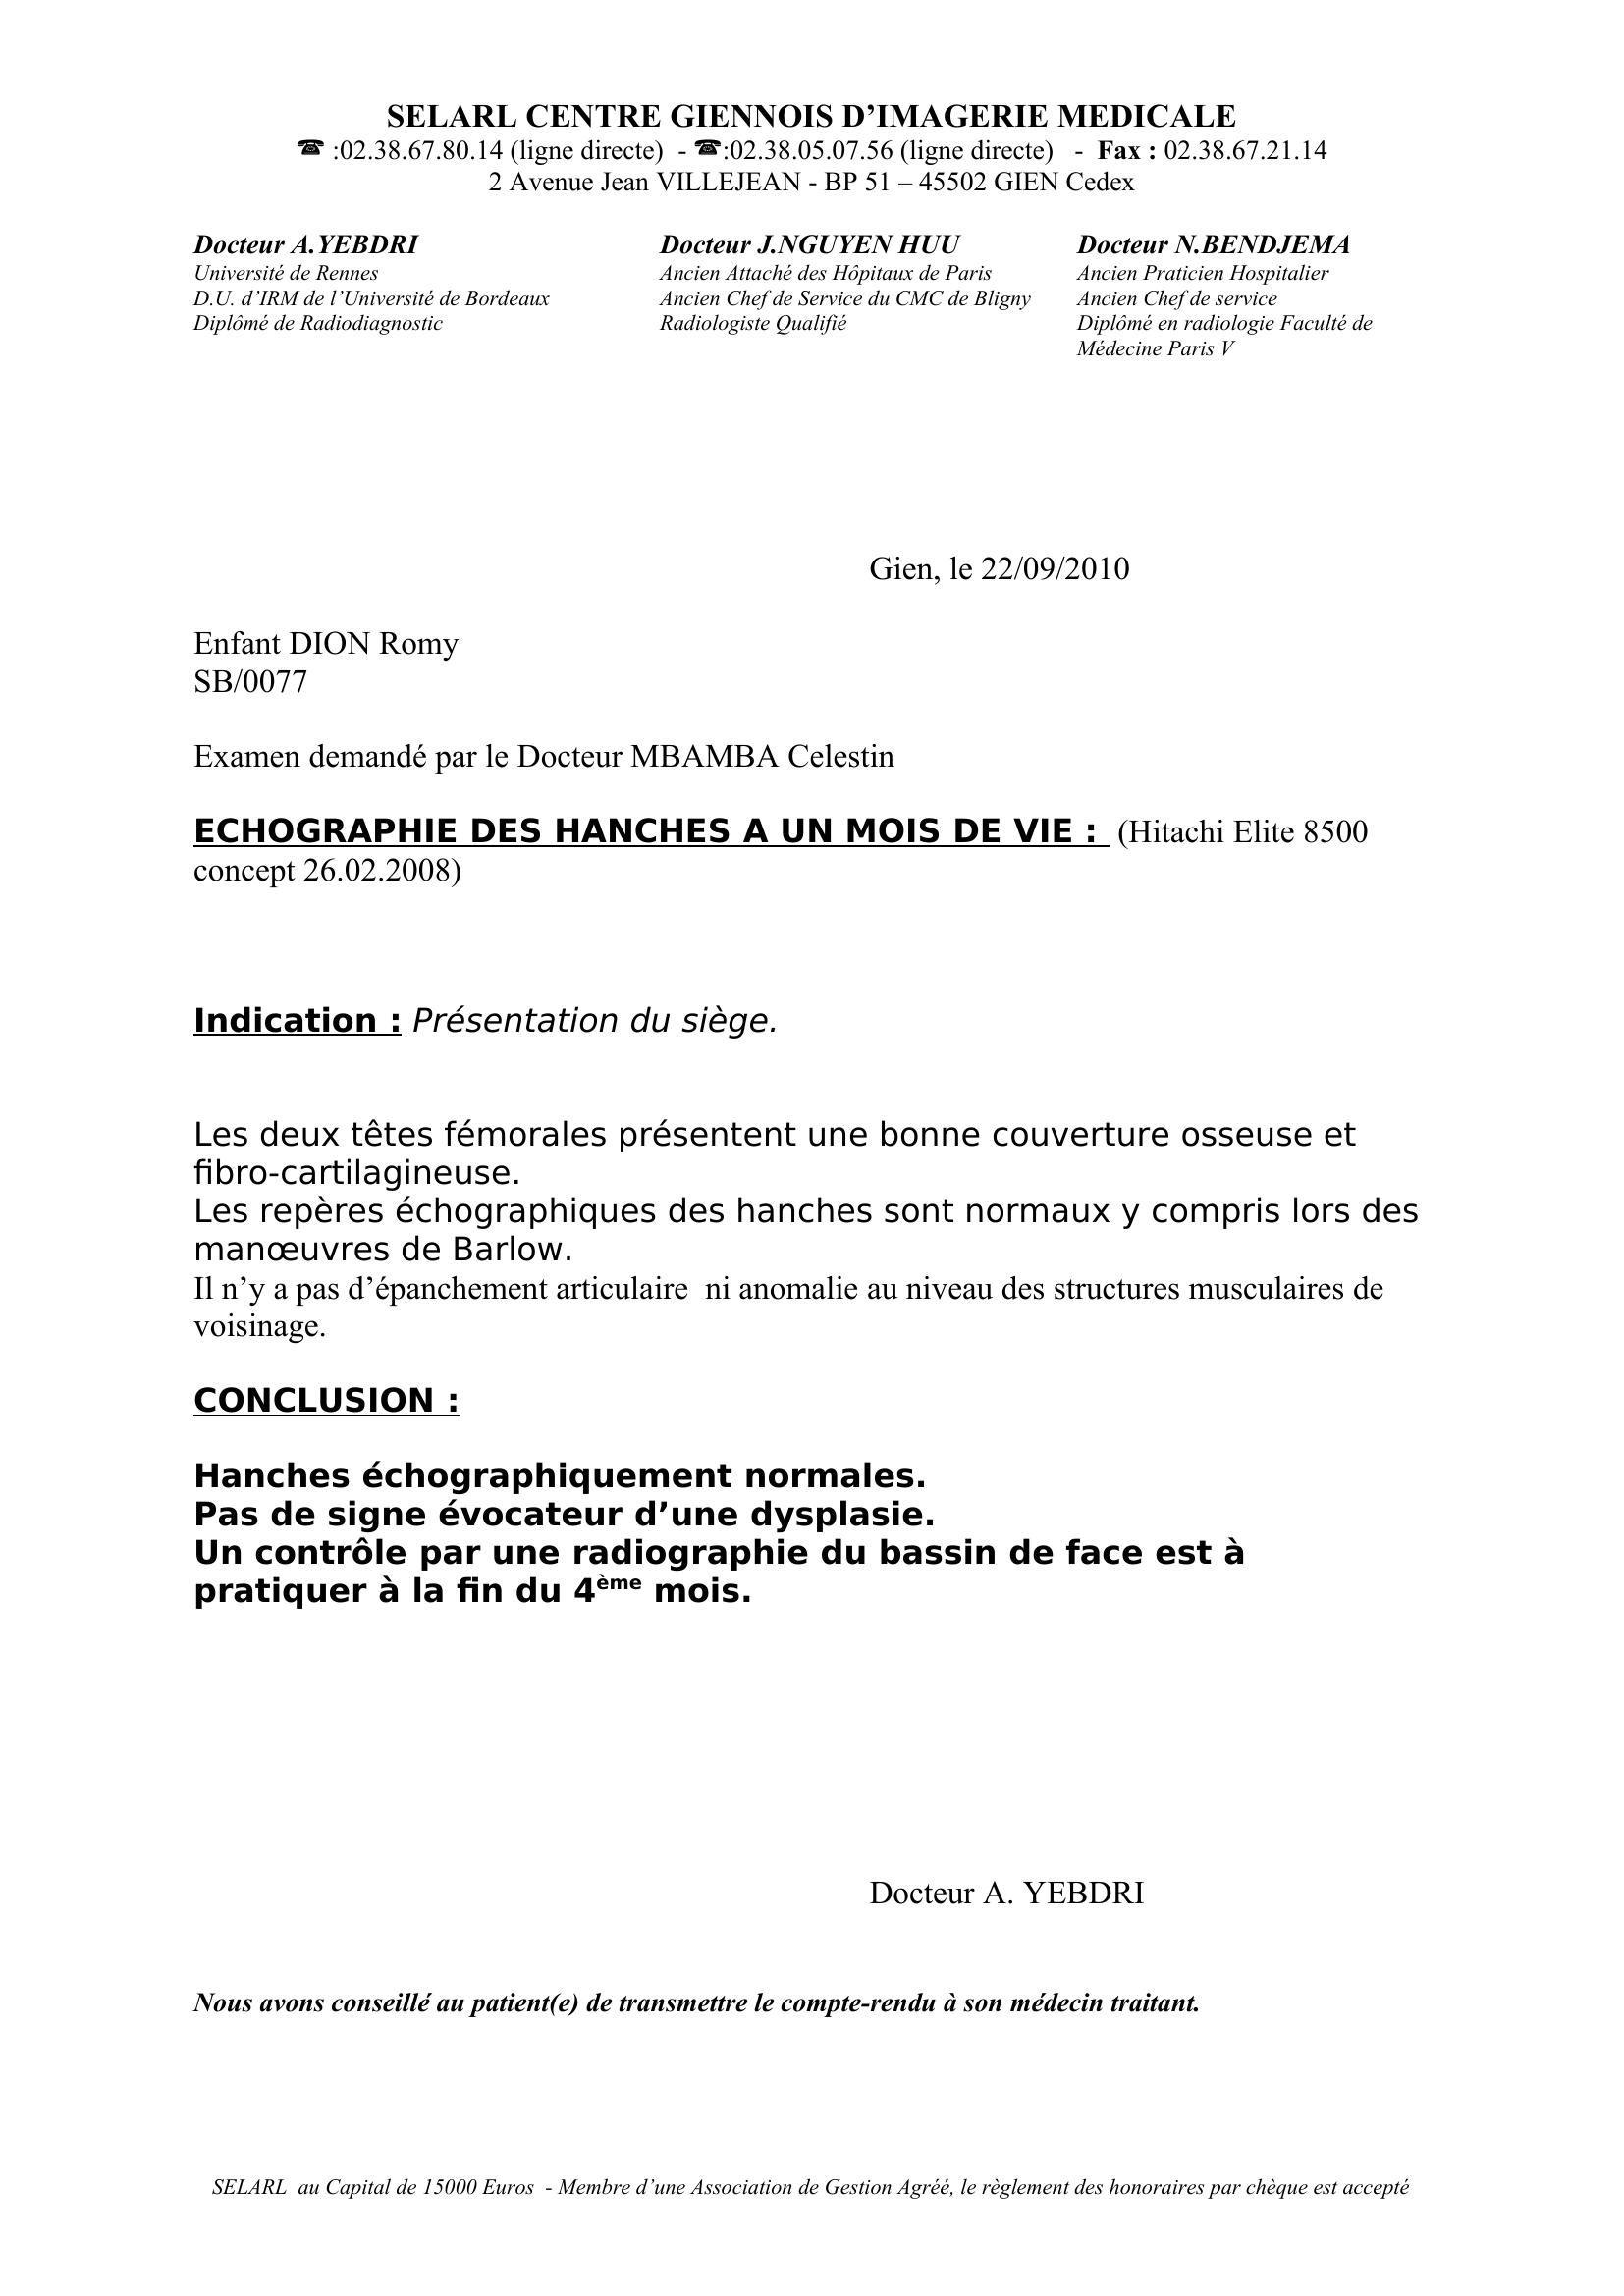 SELARL CENTRE GIENNOIS D’IMAGERIE MEDICALE
☎ :02.38.67.80.14 (ligne directe) - ☎:02.38.05.07.56 (ligne directe) - Fax : 02.38.67.21.14
2 Avenue Jean VILLEJEAN - BP 51 – 45502 GIEN Cedex
Docteur A.YEBDRI
Université de Rennes
D.U. d’IRM de l’Université de Bordeaux
Diplômé de Radiodiagnostic
Docteur J.NGUYEN HUU
Ancien Attaché des Hôpitaux de Paris
Ancien Chef de Service du CMC de Bligny
Radiologiste Qualifié
Docteur N.BENDJEMA
Ancien Praticien Hospitalier
Ancien Chef de service
Diplômé en radiologie Faculté de
Médecine Paris V
Gien, le 22/09/2010
Enfant DION Romy
SB/0077
Examen demandé par le Docteur MBAMBA Celestin
ECHOGRAPHIE DES HANCHES A UN MOIS DE VIE : (Hitachi Elite 8500
concept 26.02.2008)
Indication : Présentation du siège.
Les deux têtes fémorales présentent une bonne couverture osseuse et
fibro-cartilagineuse.
Les repères échographiques des hanches sont normaux y compris lors des
manœuvres de Barlow.
Il n’y a pas d’épanchement articulaire ni anomalie au niveau des structures musculaires de
voisinage.
CONCLUSION :
Hanches échographiquement normales.
Pas de signe évocateur d’une dysplasie.
Un contrôle par une radiographie du bassin de face est à
pratiquer à la fin du 4ème mois.
Docteur A. YEBDRI
Nous avons conseillé au patient(e) de transmettre le compte-rendu à son médecin traitant.
SELARL au Capital de 15000 Euros - Membre d’une Association de Gestion Agréé, le règlement des honoraires par chèque est accepté